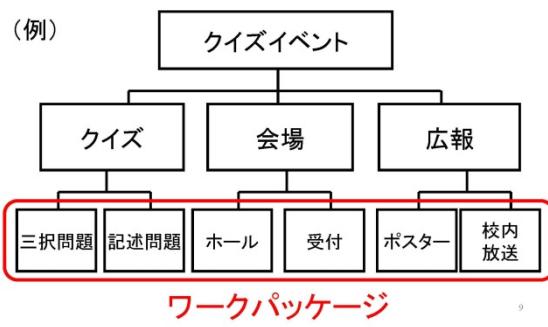 （例）
クイズイベント
クイズ
会場
広報
三択問題
記述問題
ホール
受付
ポスター
校内
放送
ワークパッケージ
9